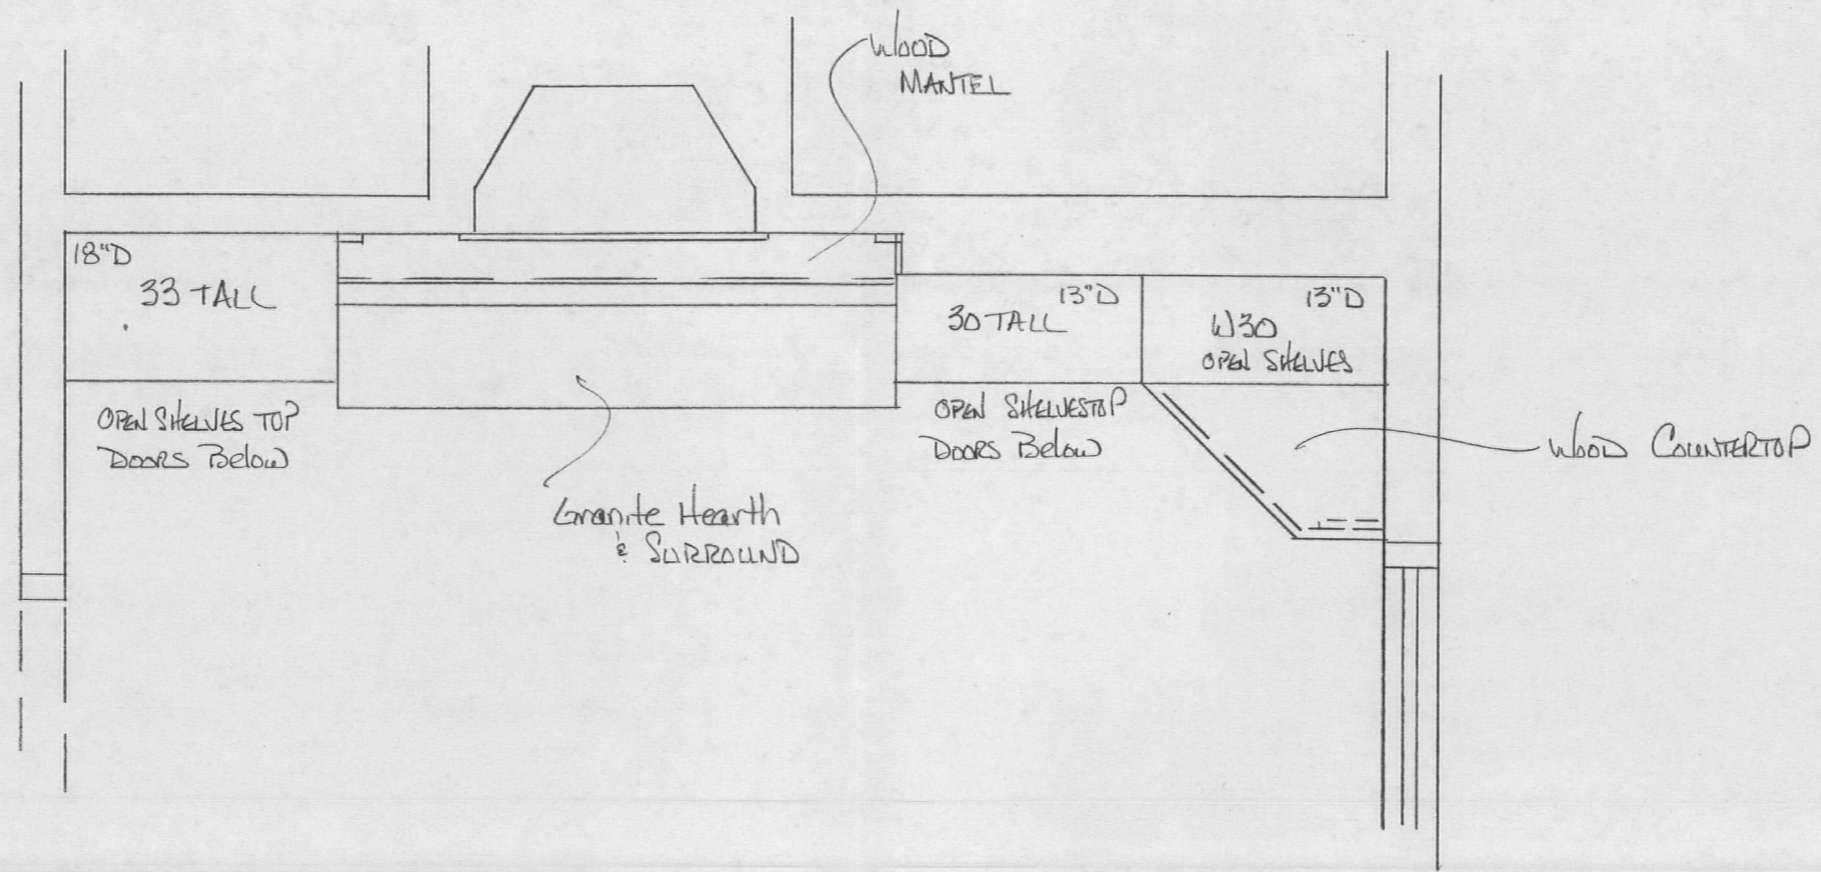 WOOD
MANTEL
18"D
33 TALL
13"D
30 TALL
13"D
W30
OPEN SHELVES
OPEN SHELVES TOP
DOORS Below
OPEN SHELVESTOP
DOORS Below
WOOD COUNTERTOP
Granite Hearth
& SURROUND